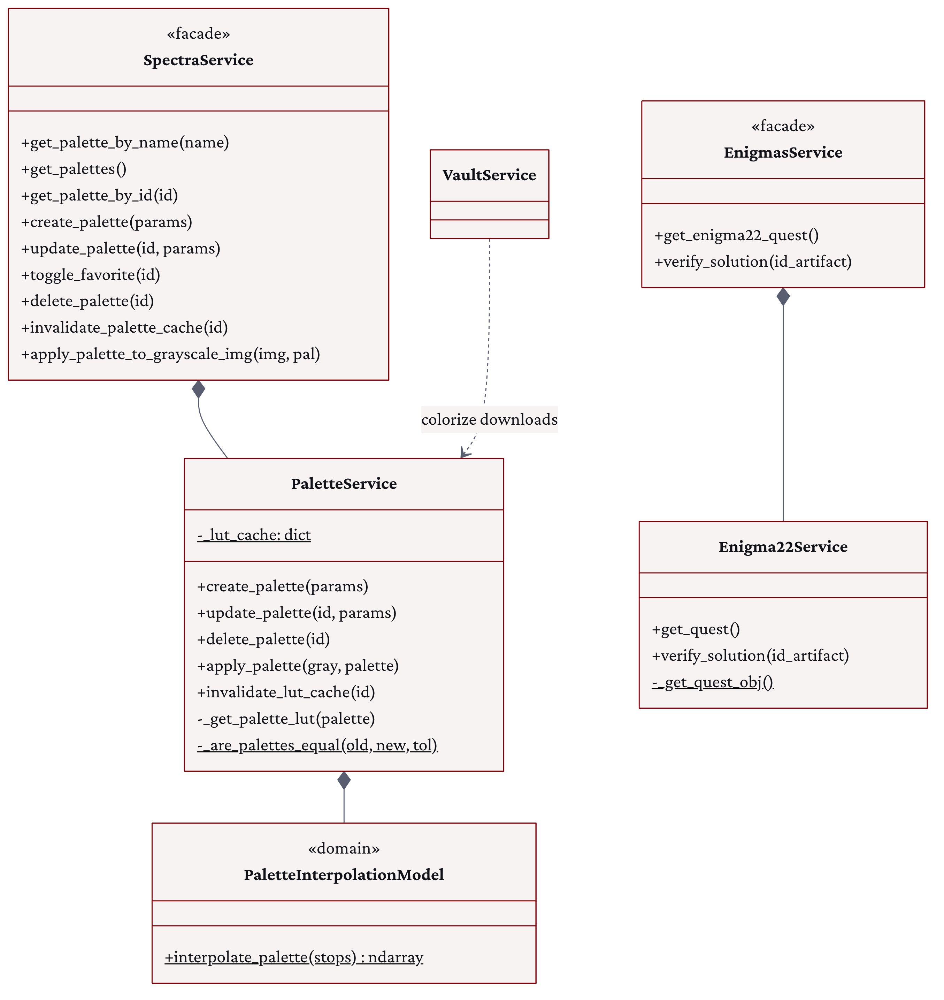 «facade»
SpectraService
+get_palette_by_name(name)
+get_palettes()
+get_palette_by_id(id)
+create_palette(params)
+update_palette(id, params)
+toggle_favorite(id)
+delete_palette(id)
+invalidate_palette_cache(id)
+apply_palette_to_grayscale_img(img, pal)
VaultService
«facade»
EnigmasService
+get_enigma22_quest()
+verify_solution(id_artifact)
colorize downloads
PaletteService
-_lut_cache: dict
+create_palette(params)
+update_palette(id, params)
+delete_palette(id)
+apply_palette(gray, palette)
+invalidate_lut_cache(id)
-_get_palette_lut(palette)
-_are_palettes_equal(old, new, tol)
Enigma22Service
+get_quest()
+verify_solution(id_artifact)
-_get_quest_obj()
«domain»
PaletteInterpolationModel
+interpolate_palette(stops) : ndarray